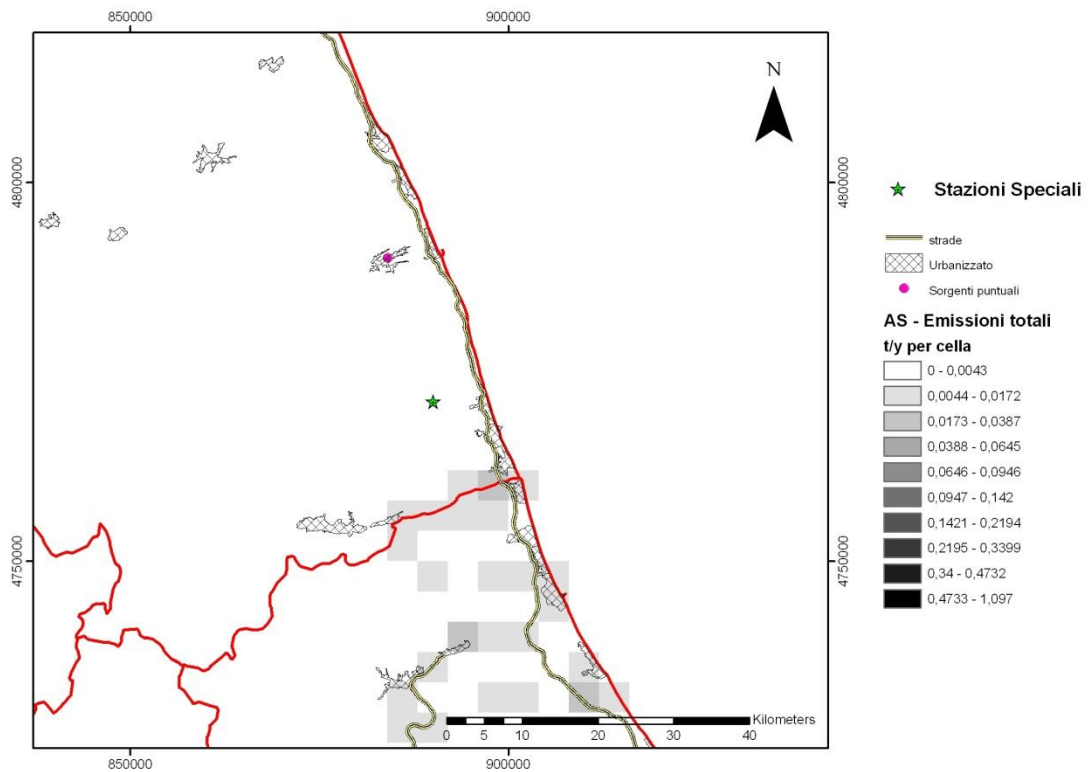 850000
900000
N
4800000
4800000
Stazioni Speciali
strade
Urbanizzato
Sorgenti puntuali
AS - Emissioni totali
t/y per cella
0 - 0,0043
0,0044 - 0,0172
0,0173 - 0,0387
0,0388 - 0,0645
0,0646 - 0,0946
0,0947 - 0,142
0,1421 - 0,2194
0,2195 - 0,3399
0,34 - 0,4732
0,4733 - 1,097
4750000
4750000
Kilometers
0 5 10 20 30 40
850000
900000